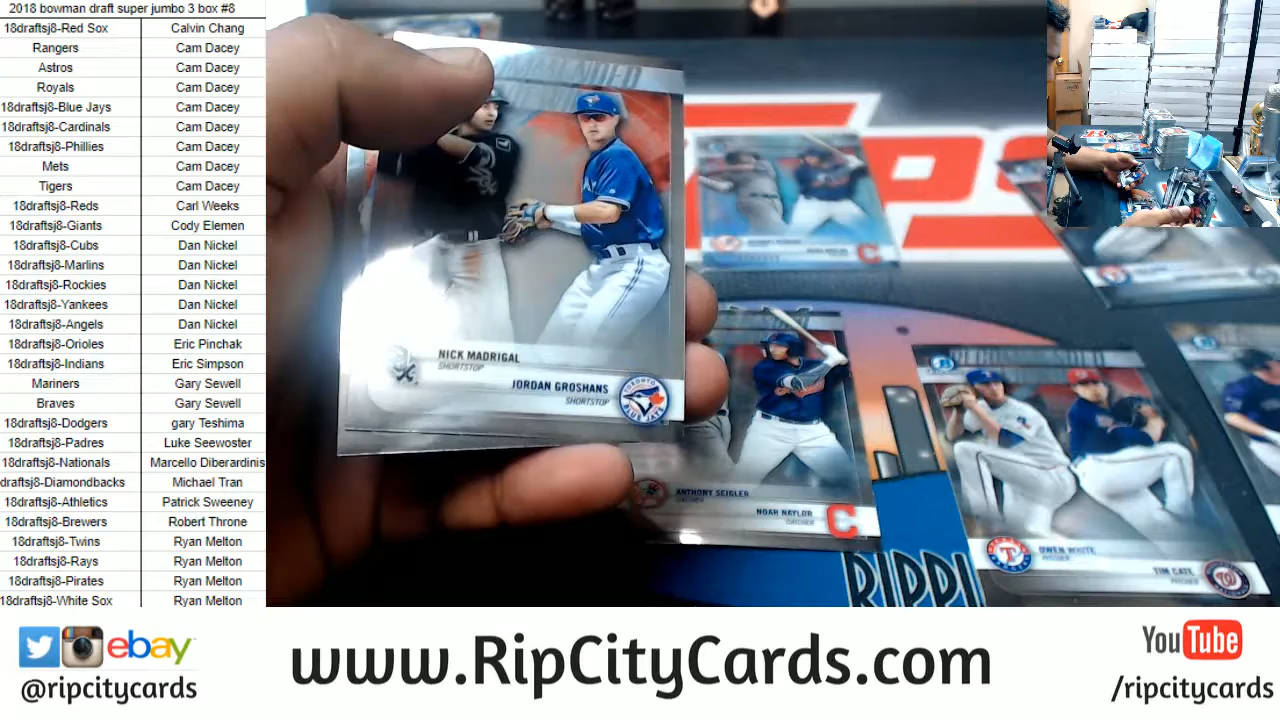 2018 bowman draft super jumbo 3 box #8
18draftsj8-Red Sox Calvin Chang
Rangers Cam Dacey
Astros Cam Dacey
Royals Cam Dacey
18draftsj8-Blue Jays Cam Dacey
18draftsj8-Cardinals Cam Dacey
18draftsj8-Phillies Cam Dacey
Mets Cam Dacey
Tigers Cam Dacey
18draftsj8-Reds Carl Weeks
18draftsj8-Giants Cody Elemen
18draftsj8-Cubs Dan Nickel
18draftsj8-Marlins Dan Nickel
18draftsj8-Rockies Dan Nickel
18draftsj8-Yankees Dan Nickel
18draftsj8-Angels Dan Nickel
18draftsj8-Orioles Eric Pinchak
18draftsj8-Indians Eric Simpson
Mariners Gary Sewell
Braves Gary Sewell
18draftsj8-Dodgers gary Teshima
18draftsj8-Padres Luke Seewoster
18draftsj8-Nationals Marcello Diberardinis
draftsj8-Diamondbacks Michael Tran
18draftsj8-Athletics Patrick Sweeney
18draftsj8-Brewers Robert Throne
18draftsj8-Twins Ryan Melton
18draftsj8-Rays Ryan Melton
18draftsj8-Pirates Ryan Melton
18draftsj8-White Sox Ryan Melton
NICK MADRIGAL
SHORTSTOP
JORDAN GROSHANS
SHORTSTOP
TORONTO
BLUE JAYS
ANTHONY SEIGLER
CATCHER
NOAH NAYLOR
CATCHER
C
OWEN WHITE
PITCHER
TIM CATE
PITCHER
T
W
PS
RIPPI
ebay
@ripcitycards
www.RipCityCards.com
YouTube
/ripcitycards